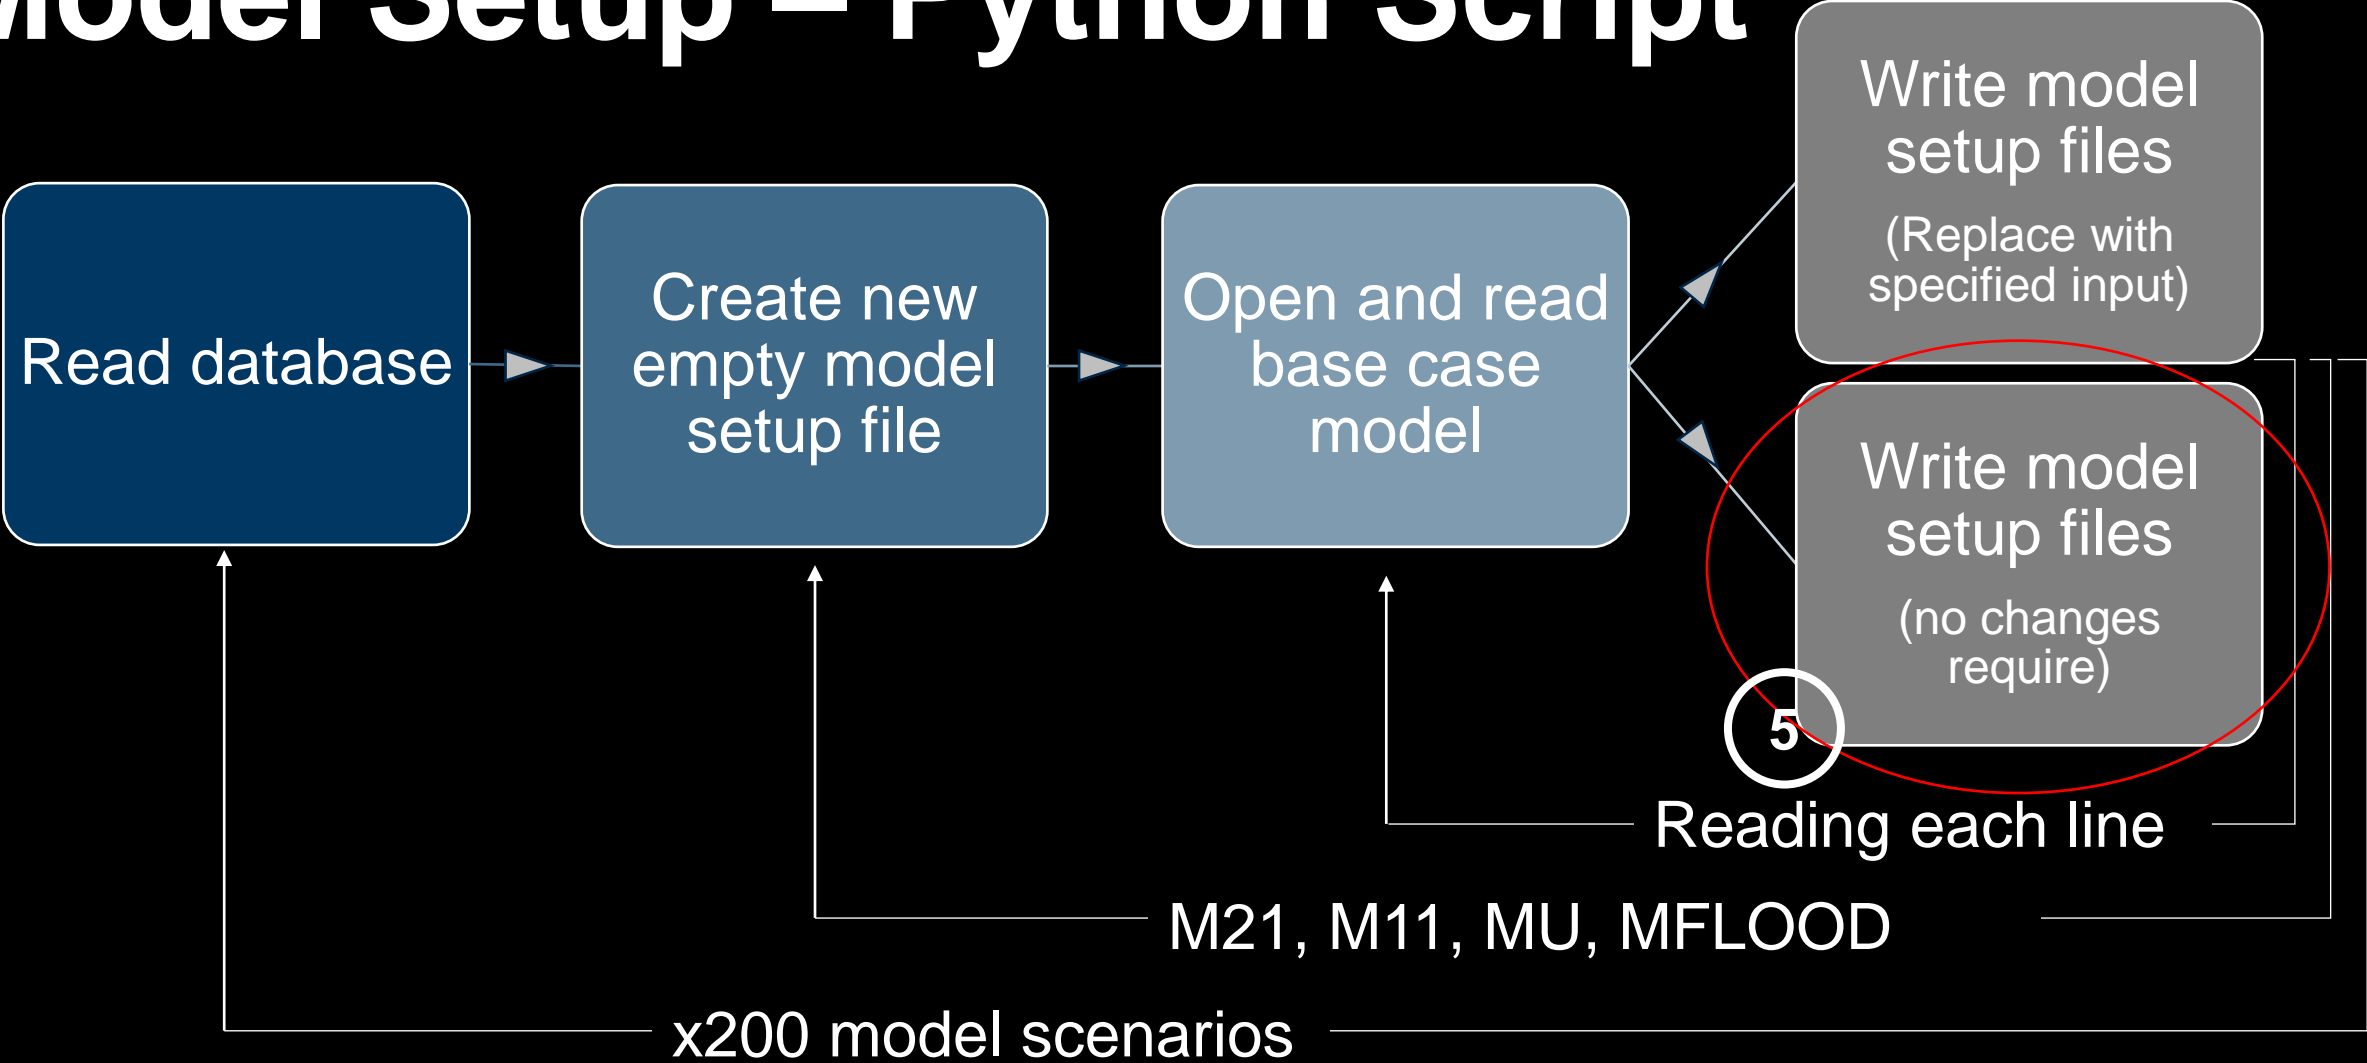 Model Setup – Python Script
Read database
Create new
empty model
setup file
Open and read
base case
model
Write model
setup files
(Replace with
specified input)
Write model
setup files
(no changes
require)
5
Reading each line
M21, M11, MU, MFLOOD
x200 model scenarios